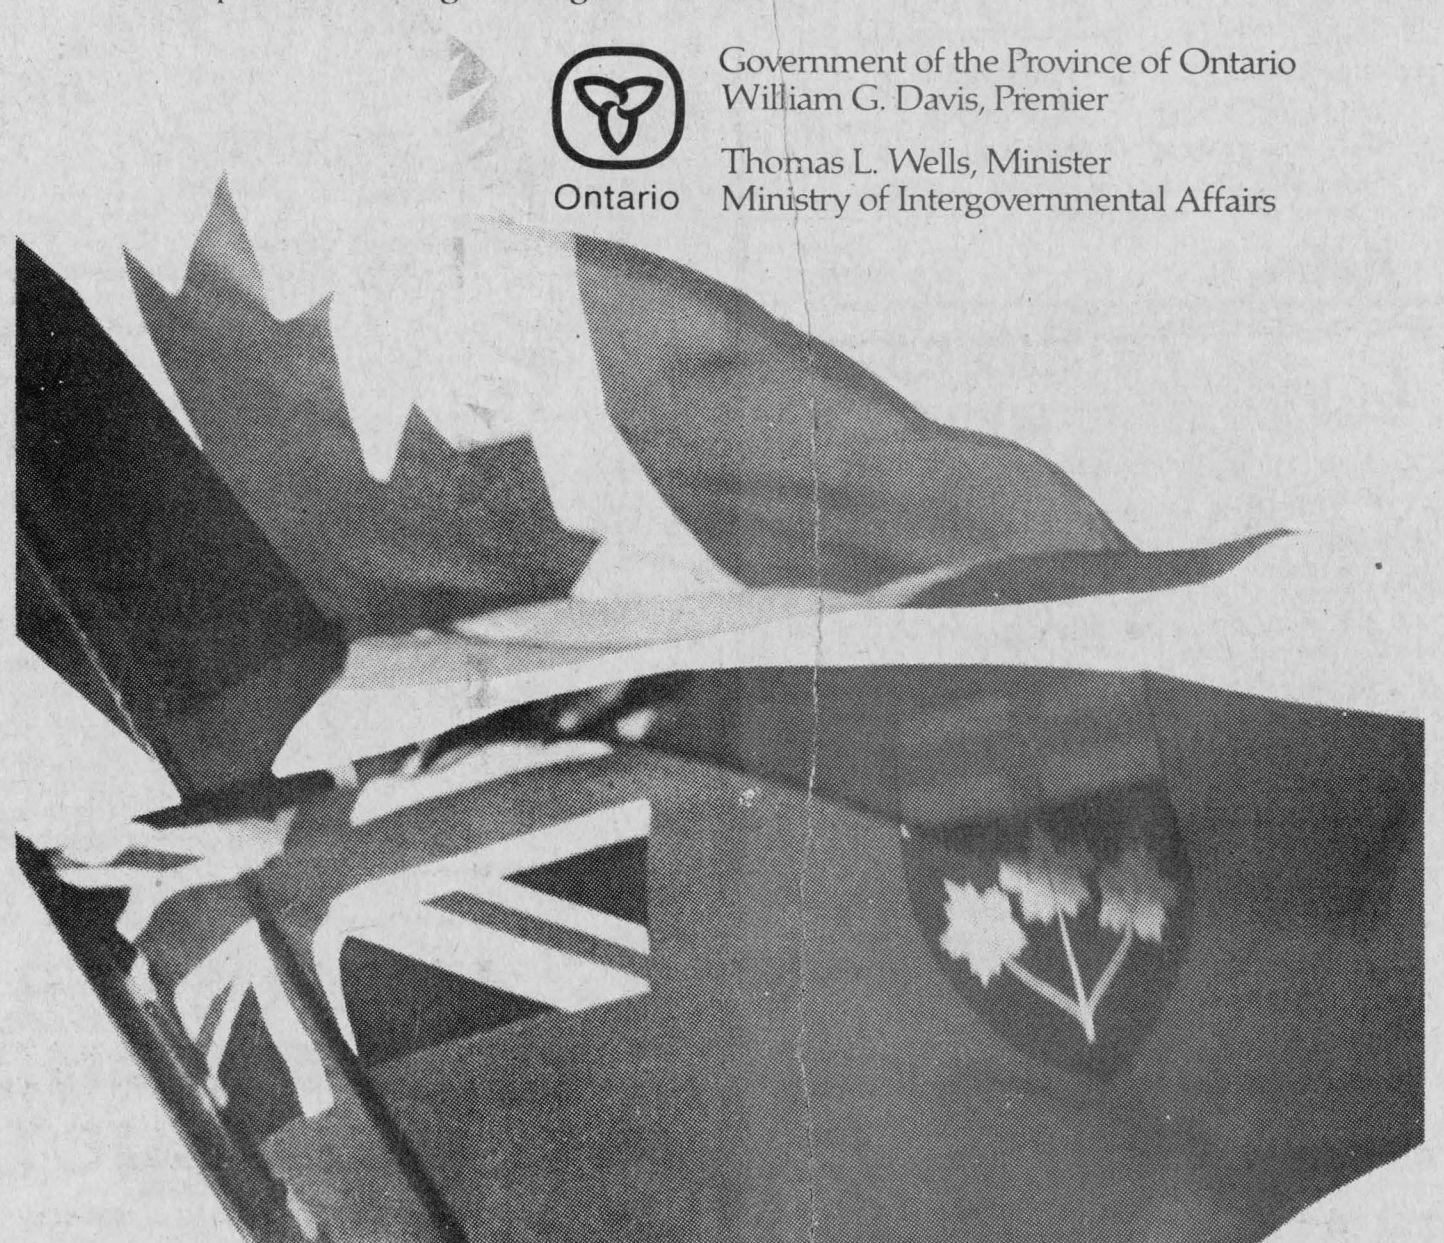 Government of the Province of Ontario
William G. Davis, Premier
Thomas L. Wells, Minister
Ministry of Intergovernmental Affairs
Ontario